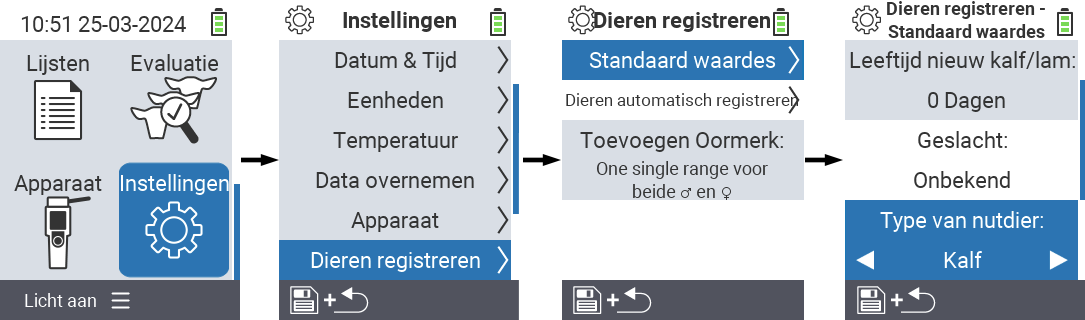 10:51 25-03-2024
Lijsten
Evaluatie
Apparaat
Instellingen
Licht aan
Instellingen
Datum & Tijd
Eenheden
Temperatuur
Data overnemen
Apparaat
Dieren registreren
+
Dieren registreren
Standaard waardes
Dieren automatisch registreren
Toevoegen Oormerk:
One single range voor
beide ♂ en ♀
+
Dieren registreren -
Standaard waardes
Leeftijd nieuw kalf/lam:
0 Dagen
Geslacht:
Onbekend
Type van nutdier:
Kalf
+